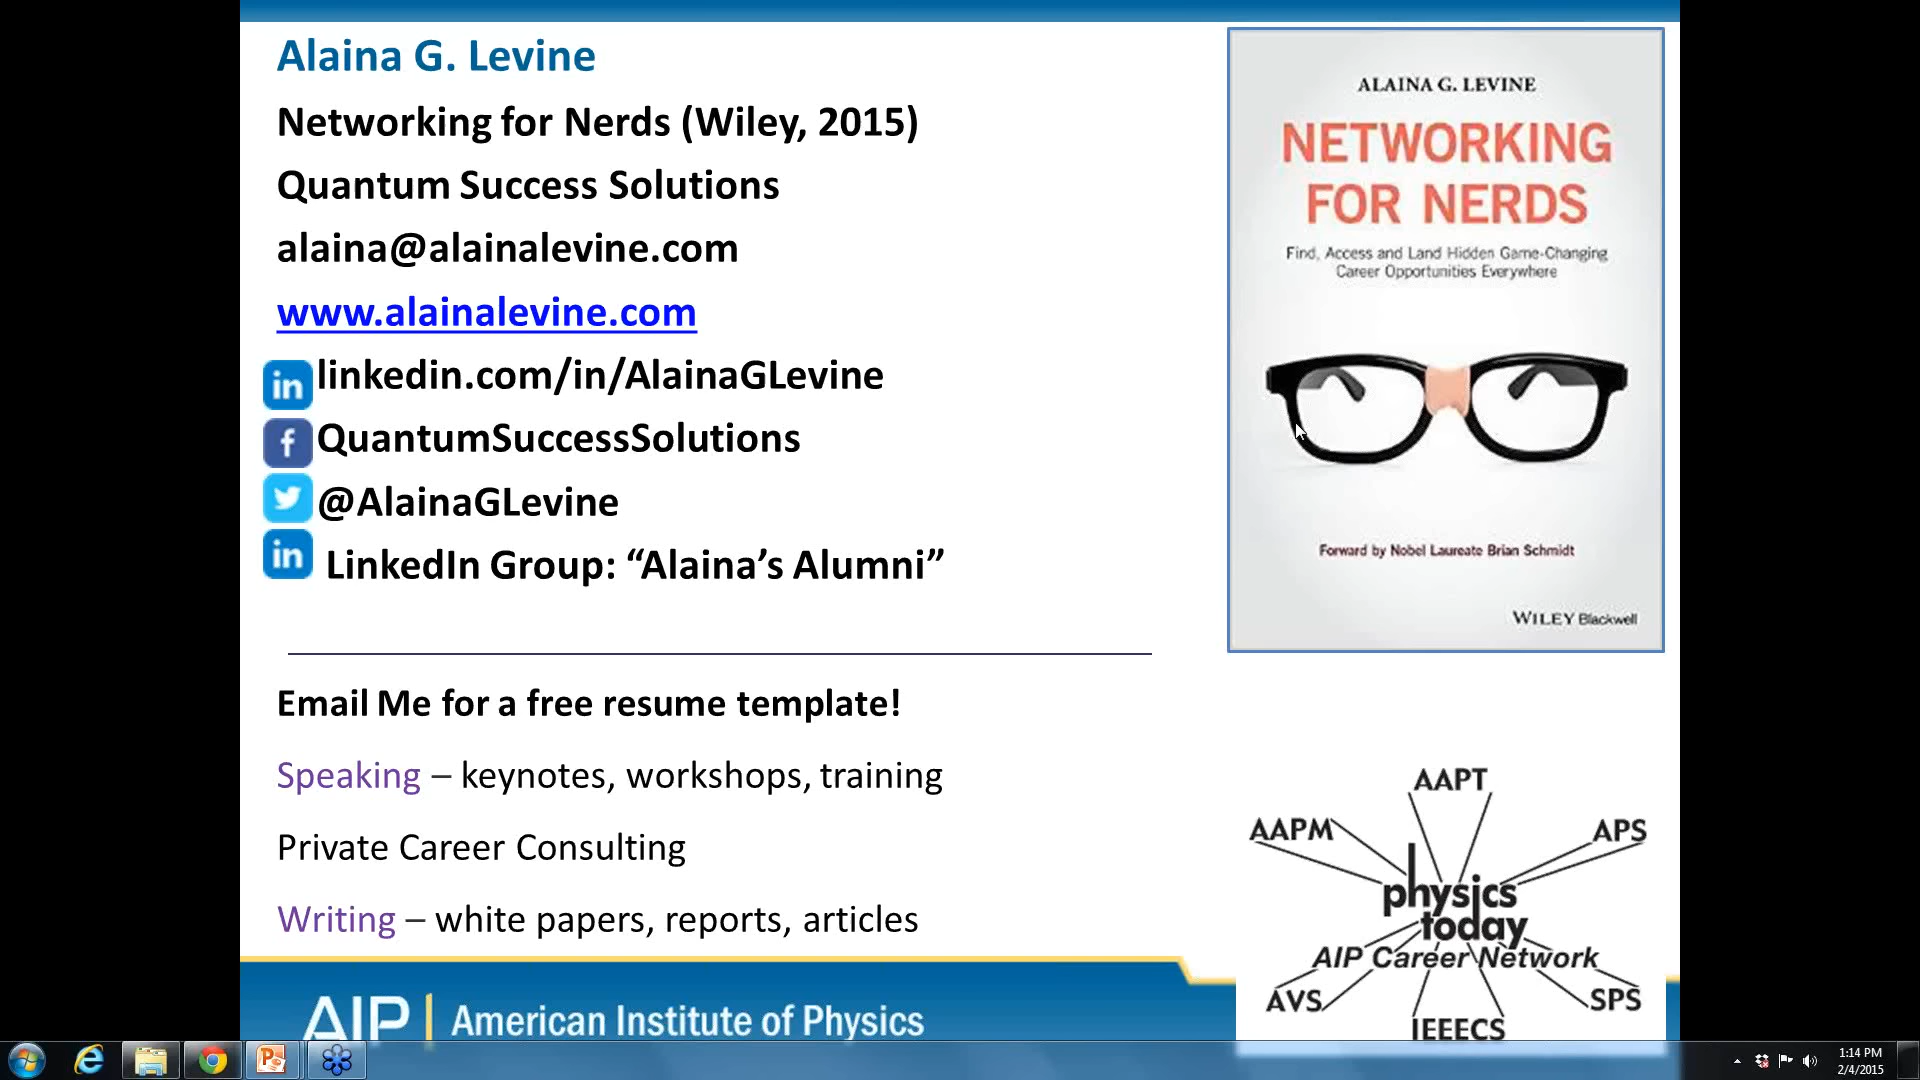 Alaina G. Levine
Networking for Nerds (Wiley, 2015)
Quantum Success Solutions
alaina@alainalevine.com
www.alainalevine.com
in linkedin.com/in/AlainaGLevine
f QuantumSuccessSolutions
@AlainaGLevine
in LinkedIn Group: “Alaina’s Alumni”
Email Me for a free resume template!
Speaking – keynotes, workshops, training
Private Career Consulting
Writing – white papers, reports, articles
ALAINA G. LEVINE
NETWORKING
FOR NERDS
Find, Access and Land Hidden Game-Changing
Career Opportunities Everywhere
Forward by Nobel Laureate Brian Schmidt
WILEY Blackwell
AAPT
AAPM
APS
physics
today
AIP Career Network
AVS
SPS
IEEECS
AIP | American Institute of Physics
1:14 PM
2/4/2015